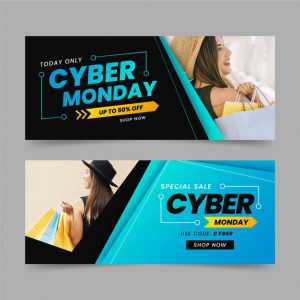 TODAY ONLY
CYBER
MONDAY
UP TO 50% OFF
SHOP NOW
SPECIAL SALE
CYBER
MONDAY
USE CODE: CYBER
SHOP NOW